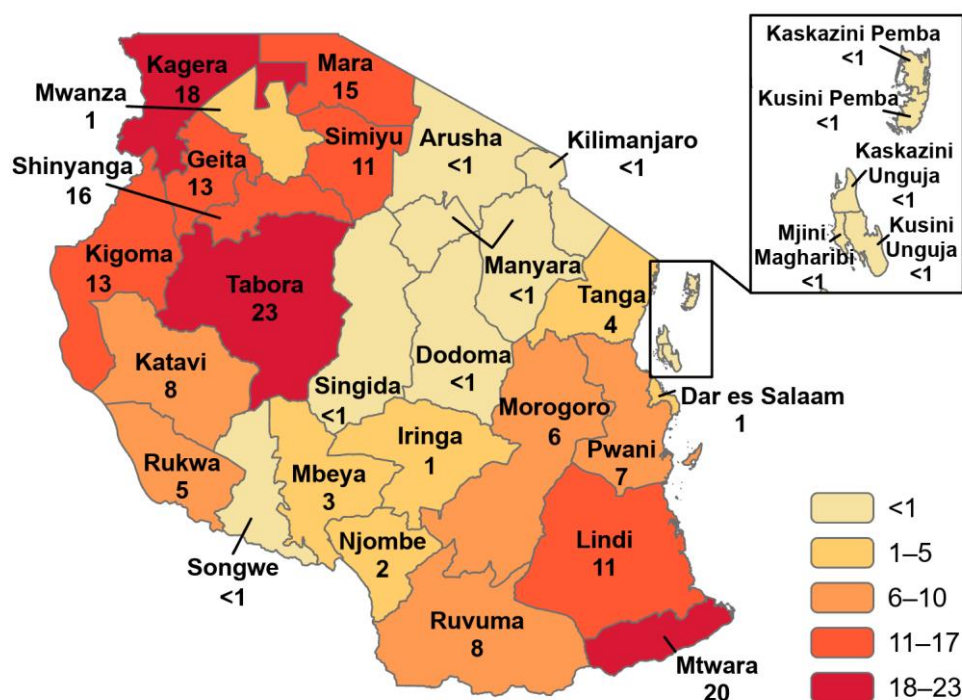 Kagera
18
Mara
15
Mwanza
1
Simiyu
11
Geita
13
Shinyanga
16
Arusha
<1
Kilimanjaro
<1
Kigoma
13
Tabora
23
Manyara
<1
Tanga
4
Katavi
8
Singida
<1
Dodoma
<1
Morogoro
6
Dar es Salaam
1
Rukwa
5
Mbeya
3
Iringa
1
Pwani
7
Songwe
<1
Njombe
2
Lindi
11
Ruvuma
8
Mtwara
20
Kaskazini Pemba
<1
Kusini Pemba
<1
Kaskazini
Unguja
<1
Mjini
Magharibi
<1
Kusini
Unguja
<1
<1
1–5
6–10
11–17
18–23